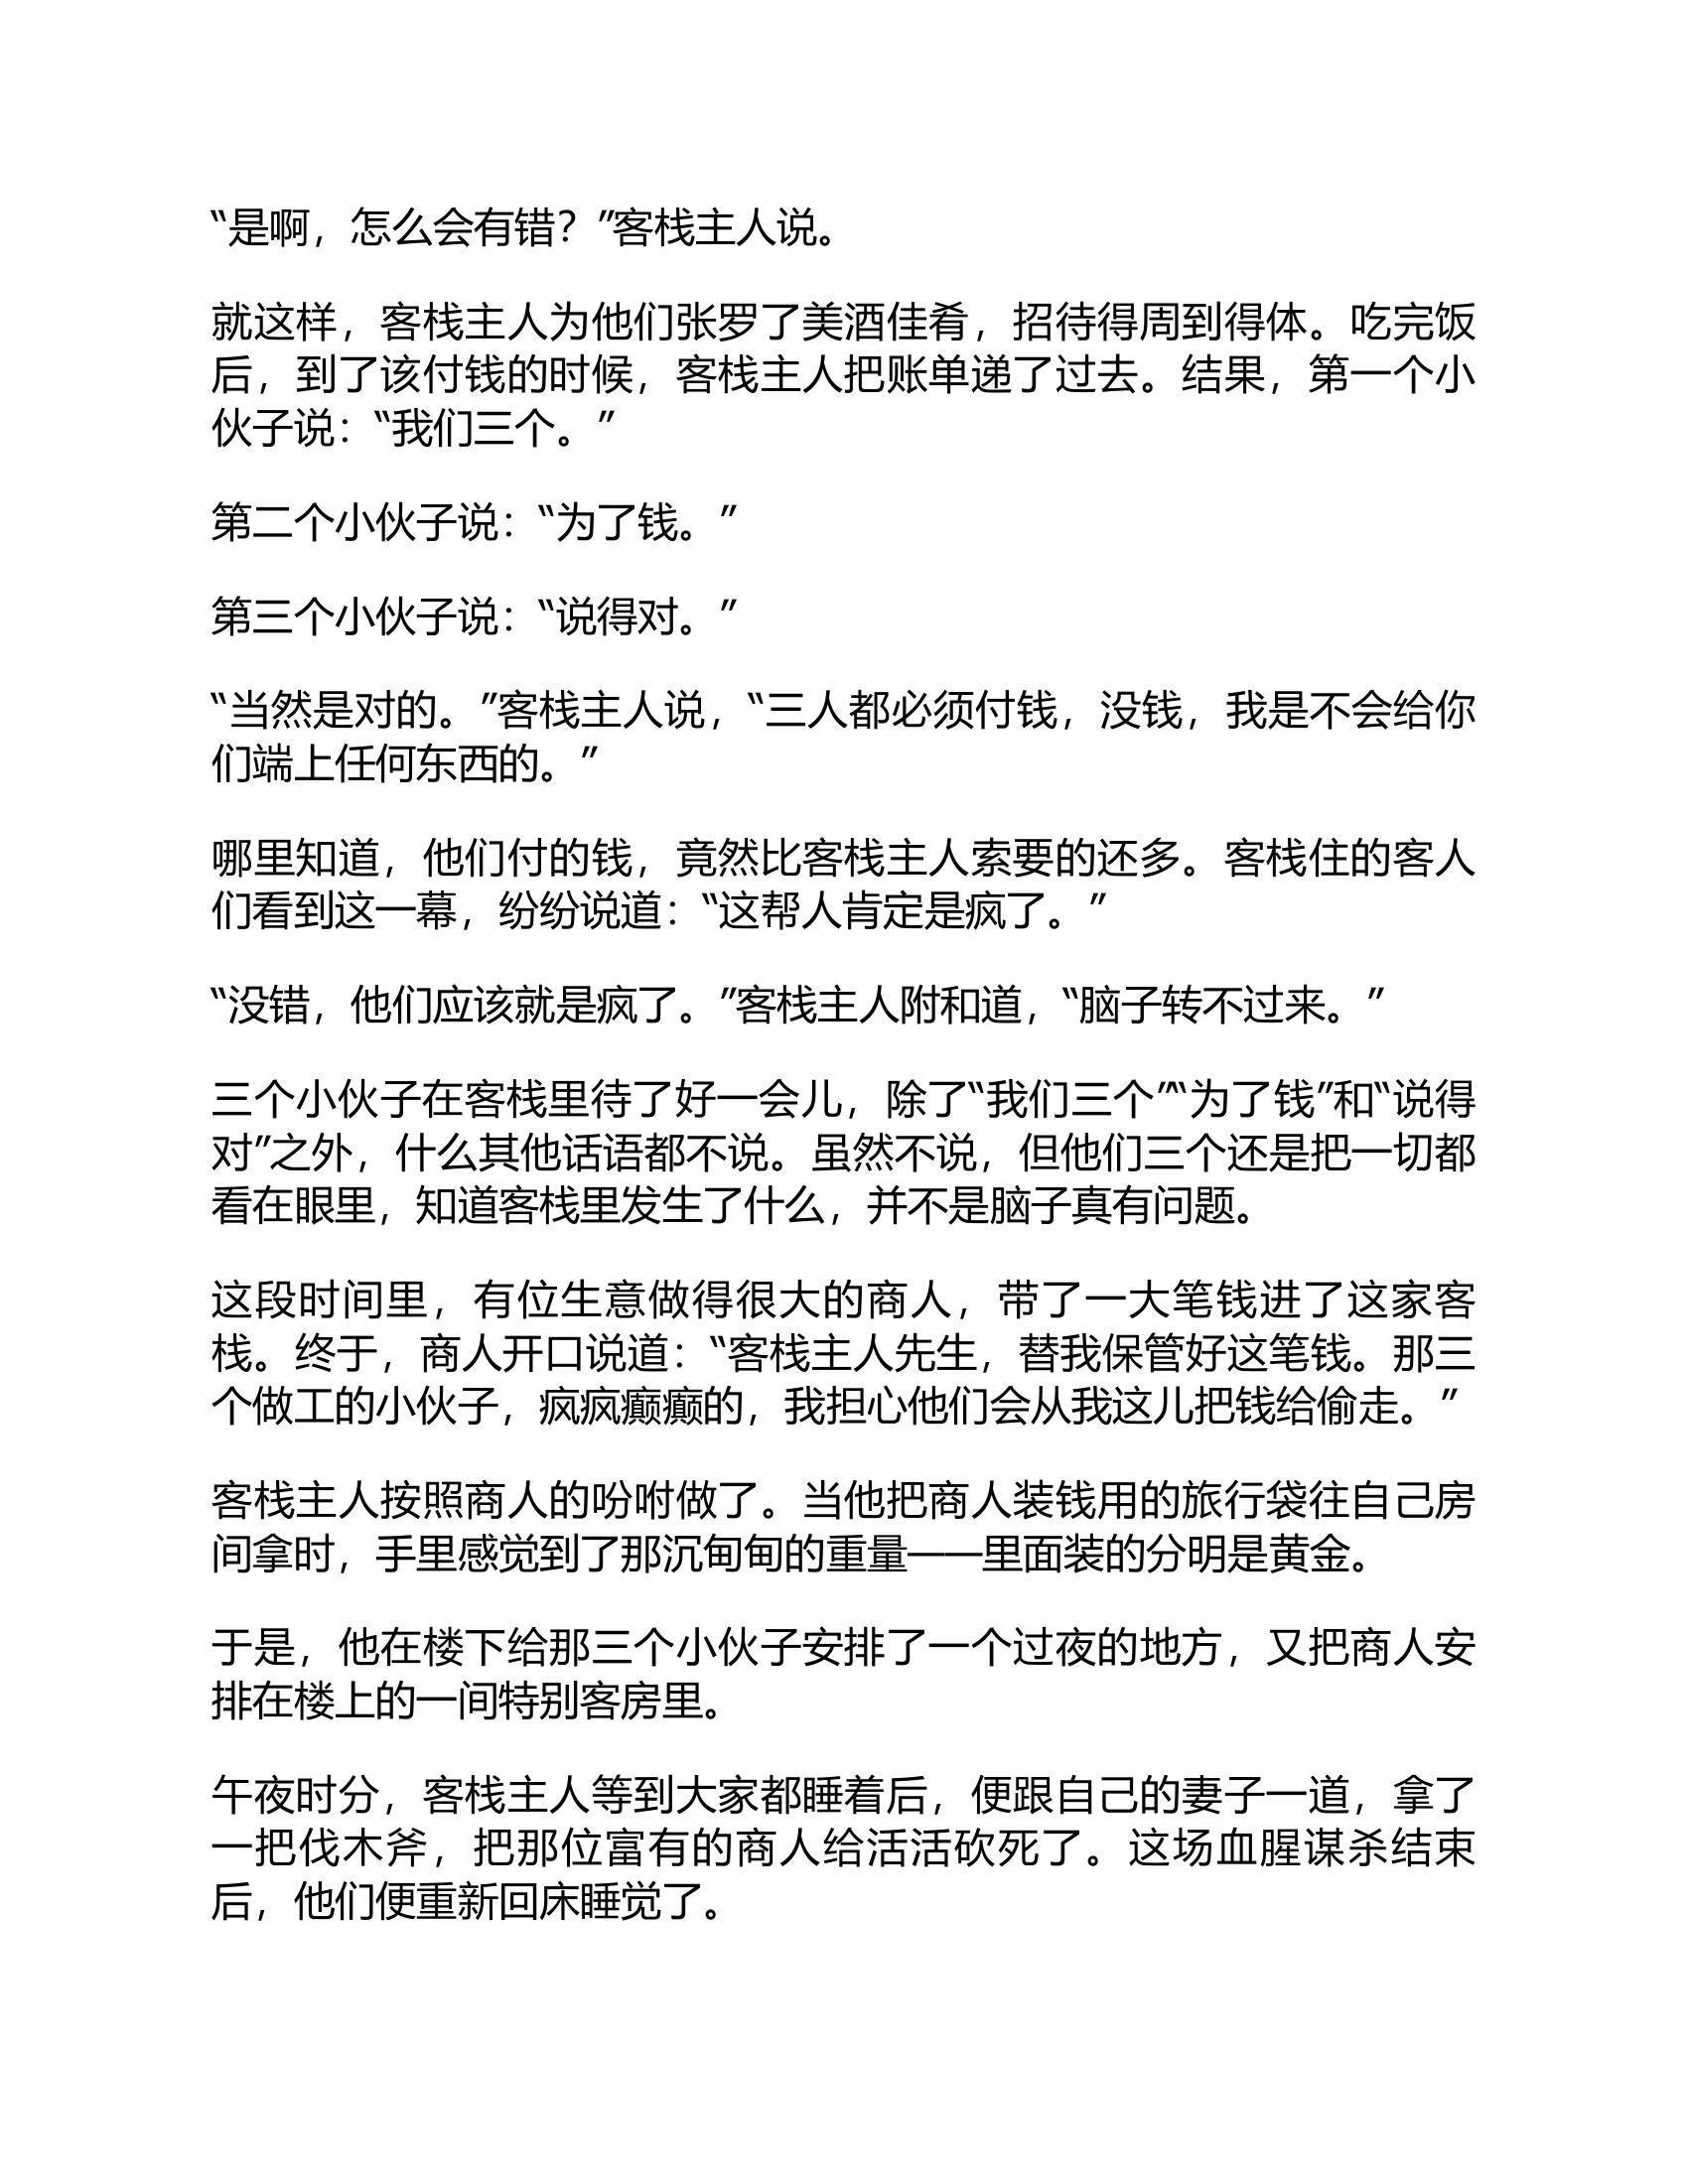 “是啊，怎么会有错？”客栈主人说。
就这样，客栈主人为他们张罗了美酒佳肴，招待得周到得体。吃完饭
后，到了该付钱的时候，客栈主人把账单递了过去。结果，第一个小
伙子说：“我们三个。”
第二个小伙子说：“为了钱。”
第三个小伙子说：“说得对。”
“当然是对的。”客栈主人说，“三人都必须付钱，没钱，我是不会给你
们端上任何东西的。”
哪里知道，他们付的钱，竟然比客栈主人索要的还多。客栈住的客人
们看到这一幕，纷纷说道：“这帮人肯定是疯了。”
“没错，他们应该就是疯了。”客栈主人附和道，“脑子转不过来。”
三个小伙子在客栈里待了好一会儿，除了“我们三个”“为了钱”和“说得
对”之外，什么其他话语都不说。虽然不说，但他们三个还是把一切都
看在眼里，知道客栈里发生了什么，并不是脑子真有问题。
这段时间里，有位生意做得很大的商人，带了一大笔钱进了这家客
栈。终于，商人开口说道：“客栈主人先生，替我保管好这笔钱。那三
个做工的小伙子，疯疯癫癫的，我担心他们会从我这儿把钱给偷走。”
客栈主人按照商人的吩咐做了。当他把商人装钱用的旅行袋往自己房
间拿时，手里感觉到了那沉甸甸的重量——里面装的分明是黄金。
于是，他在楼下给那三个小伙子安排了一个过夜的地方，又把商人安
排在楼上的一间特别客房里。
午夜时分，客栈主人等到大家都睡着后，便跟自己的妻子一道，拿了
一把伐木斧，把那位富有的商人给活活砍死了。这场血腥谋杀结束
后，他们便重新回床睡觉了。